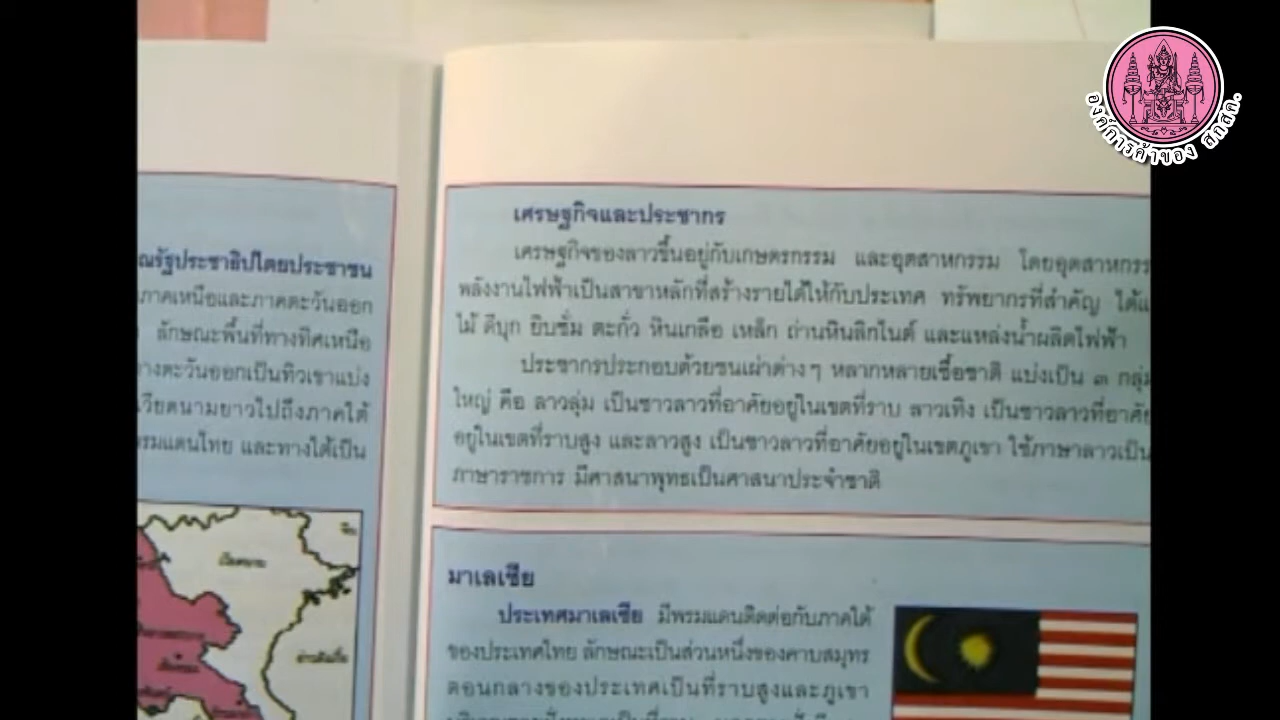 ณรัฐประชาธิปไตยประชาชน
ภาคเหนือและภาคตะวันออก
ลักษณะพื้นที่ทางทิศเหนือ
างตะวันออกเป็นทิวเขาแบ่ง
เวียดนามยาวไปถึงภาคใต้
รมแดนไทย และทางใต้เป็น
เศรษฐกิจและประชากร
เศรษฐกิจของลาวขึ้นอยู่กับเกษตรกรรม และอุตสาหกรรม โดยอุตสาหกรร
พลังงานไฟฟ้าเป็นสาขาหลักที่สร้างรายได้ให้กับประเทศ ทรัพยากรที่สำคัญ ได้แ
ไม้ ดีบุก ยิบซั่ม ตะกั่ว หินเกลือ เหล็ก ถ่านหินลิกไนต์ และแหล่งน้ำผลิตไฟฟ้า
ประชากรประกอบด้วยชนเผ่าต่างๆ หลากหลายเชื้อชาติ แบ่งเป็น ๓ กลุ่ม
ใหญ่ คือ ลาวลุ่ม เป็นชาวลาวที่อาศัยอยู่ในเขตที่ราบ ลาวเทิง เป็นชาวลาวที่อาศัย
อยู่ในเขตที่ราบสูง และลาวสูง เป็นชาวลาวที่อาศัยอยู่ในเขตภูเขา ใช้ภาษาลาวเป็น
ภาษาราชการ มีศาสนาพุทธเป็นศาสนาประจำชาติ
มาเลเซีย
ประเทศมาเลเซีย มีพรมแดนติดต่อกับภาคใต้
ของประเทศไทย ลักษณะเป็นส่วนหนึ่งของคาบสมุทร
ตอนกลางของประเทศเป็นที่ราบสูงและภูเขา
องค์การค้าของ สกสค.